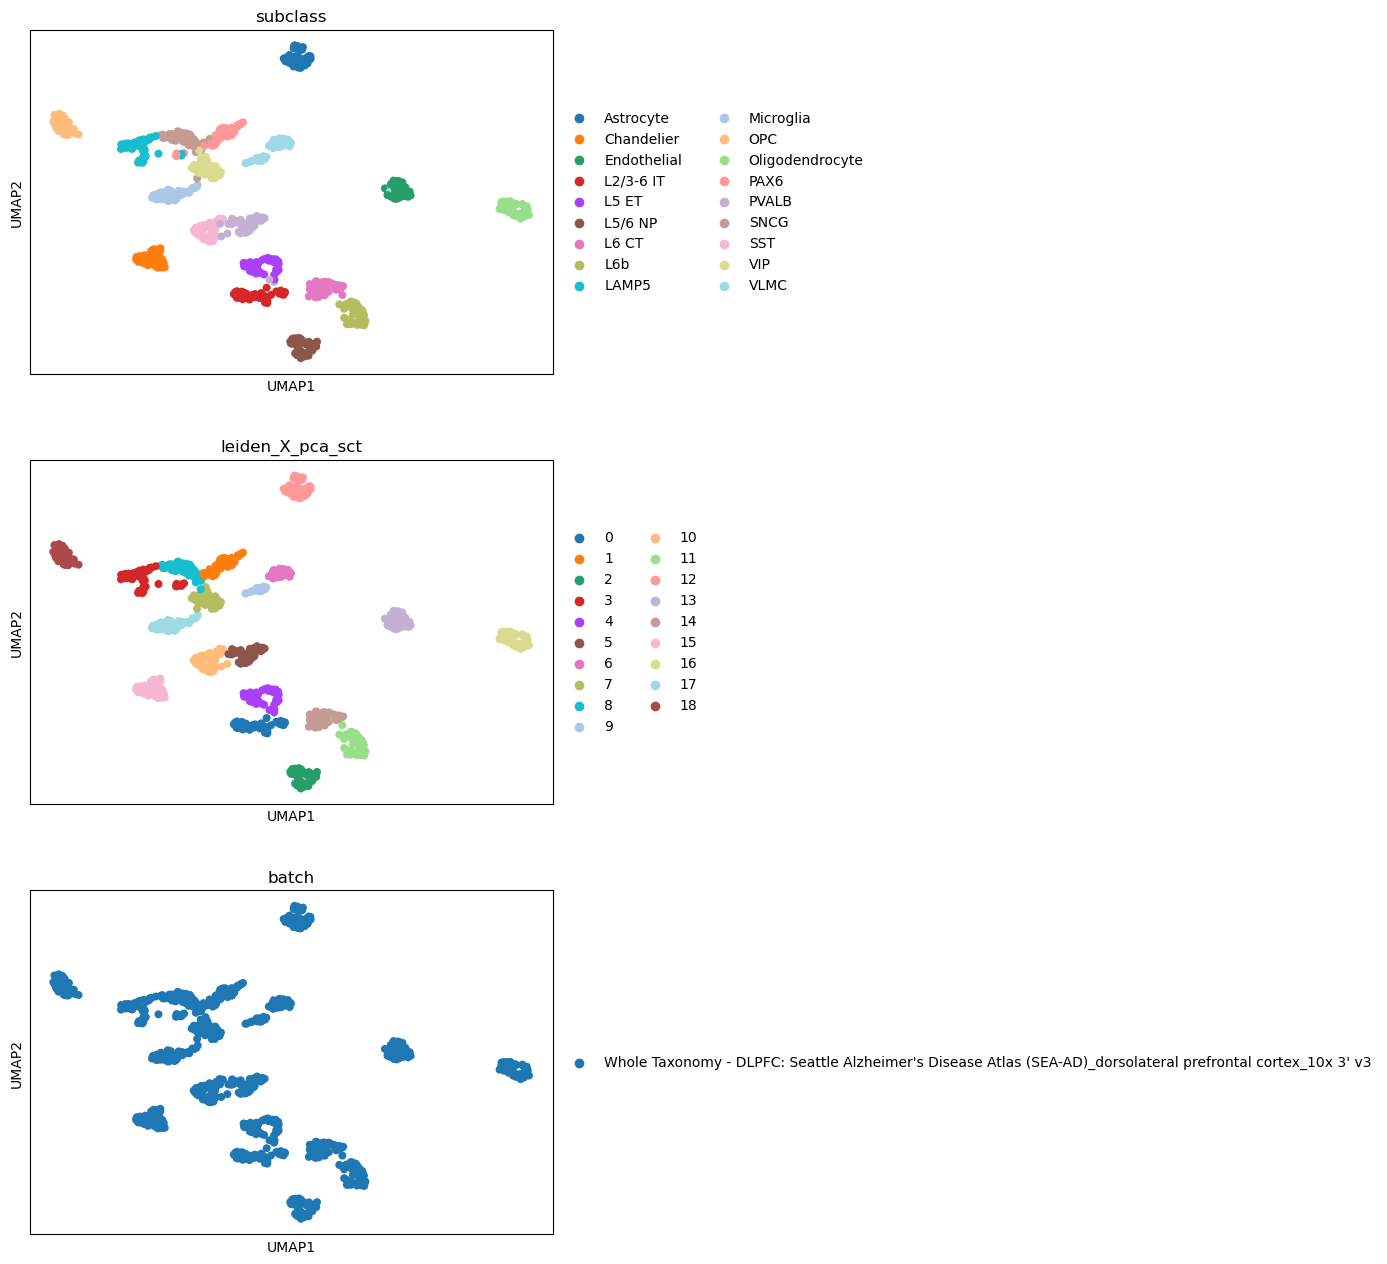 subclass
UMAP2
UMAP1
Astrocyte
Chandelier
Endothelial
L2/3-6 IT
L5 ET
L5/6 NP
L6 CT
L6b
LAMP5
Microglia
OPC
Oligodendrocyte
PAX6
PVALB
SNCG
SST
VIP
VLMC
leiden_X_pca_sct
UMAP2
UMAP1
0
1
2
3
4
5
6
7
8
9
10
11
12
13
14
15
16
17
18
batch
UMAP2
UMAP1
Whole Taxonomy - DLPFC: Seattle Alzheimer's Disease Atlas (SEA-AD)_dorsolateral prefrontal cortex_10x 3' v3